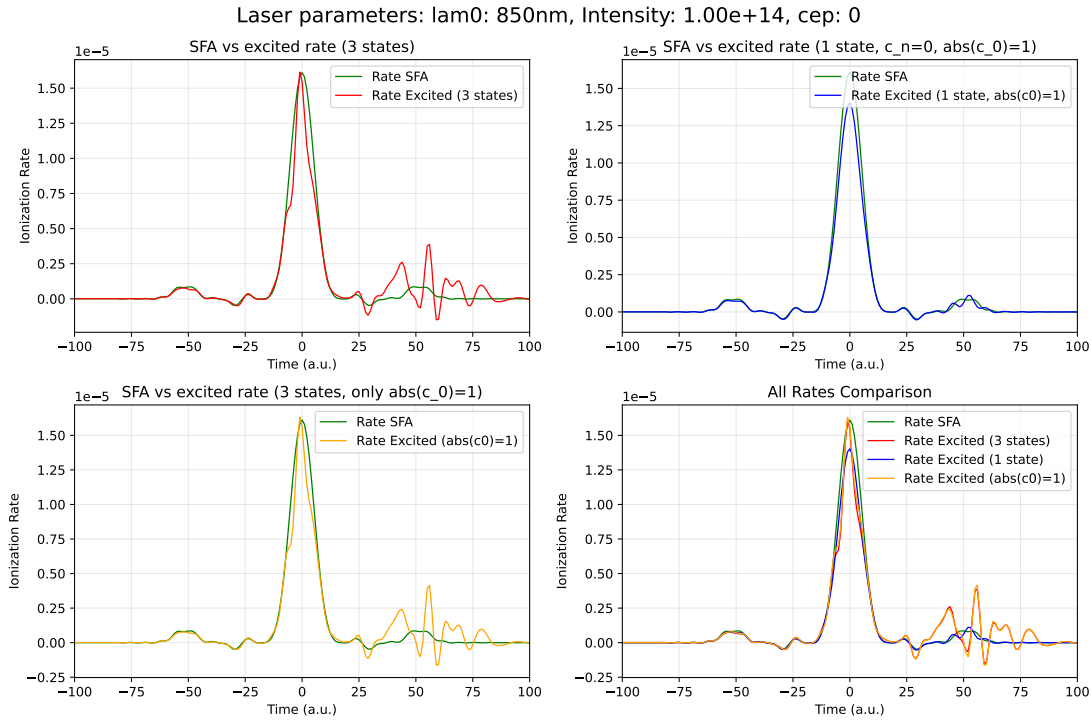 Laser parameters: lam0: 850nm, Intensity: 1.00e+14, cep: 0
SFA vs excited rate (3 states)
1e−5
Rate SFA
Rate Excited (3 states)
1.50
1.25
1.00
0.75
0.50
0.25
0.00
Ionization Rate
−100
−75
−50
−25
0
25
50
75
100
Time (a.u.)
SFA vs excited rate (1 state, c_n=0, abs(c_0)=1)
1e−5
Rate SFA
Rate Excited (1 state, abs(c0)=1)
1.50
1.25
1.00
0.75
0.50
0.25
0.00
Ionization Rate
−100
−75
−50
−25
0
25
50
75
100
Time (a.u.)
SFA vs excited rate (3 states, only abs(c_0)=1)
1e−5
Rate SFA
Rate Excited (abs(c0)=1)
1.50
1.25
1.00
0.75
0.50
0.25
0.00
−0.25
Ionization Rate
−100
−75
−50
−25
0
25
50
75
100
Time (a.u.)
All Rates Comparison
1e−5
Rate SFA
Rate Excited (3 states)
Rate Excited (1 state)
Rate Excited (abs(c0)=1)
1.50
1.25
1.00
0.75
0.50
0.25
0.00
−0.25
Ionization Rate
−100
−75
−50
−25
0
25
50
75
100
Time (a.u.)